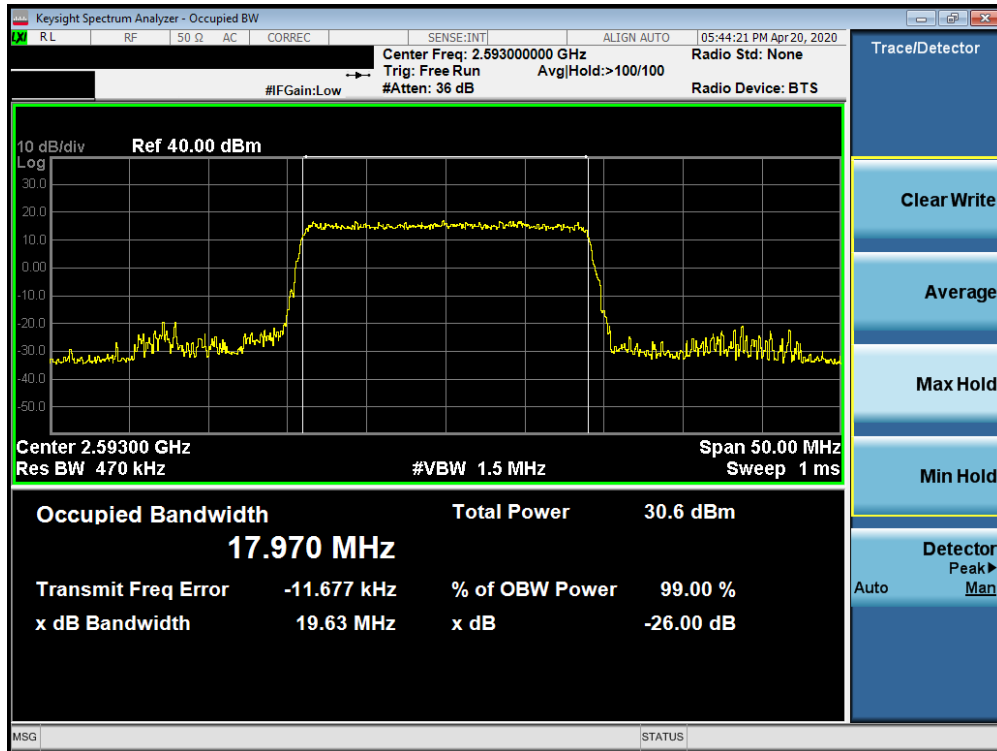 Keysight Spectrum Analyzer - Occupied BW
LXI RL RF 50 Ω AC CORREC SENSE:INT ALIGN AUTO 05:44:21 PM Apr 20, 2020
Center Freq: 2.593000000 GHz Radio Std: None
Trig: Free Run Avg|Hold:>100/100
#IFGain:Low #Atten: 36 dB Radio Device: BTS
10 dB/div Ref 40.00 dBm
Log
30.0
20.0
10.0
0.00
-10.0
-20.0
-30.0
-40.0
-50.0
Center 2.59300 GHz Span 50.00 MHz
Res BW 470 kHz #VBW 1.5 MHz Sweep 1 ms
Occupied Bandwidth Total Power 30.6 dBm
17.970 MHz
Transmit Freq Error -11.677 kHz % of OBW Power 99.00 %
x dB Bandwidth 19.63 MHz x dB -26.00 dB
MSG STATUS
Trace/Detector
Clear Write
Average
Max Hold
Min Hold
Detector
Peak▶
Auto Man